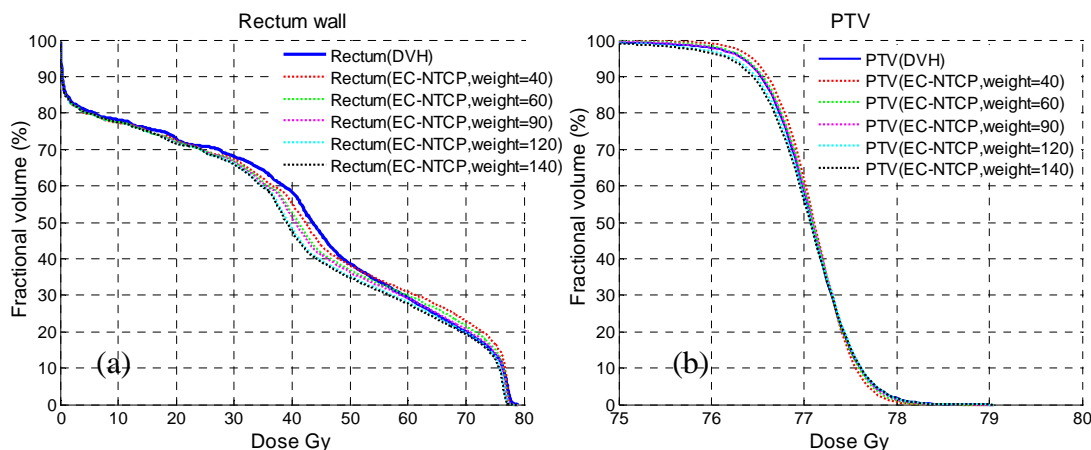 Rectum wall
100
90
80
70
60
50
40
30
20
10
0
Fractional volume (%)
Rectum(DVH)
Rectum(EC-NTCP,weight=40)
Rectum(EC-NTCP,weight=60)
Rectum(EC-NTCP,weight=90)
Rectum(EC-NTCP,weight=120)
Rectum(EC-NTCP,weight=140)
(a)
0 10 20 30 40 50 60 70 80
Dose Gy
PTV
100
90
80
70
60
50
40
30
20
10
0
Fractional volume (%)
PTV(DVH)
PTV(EC-NTCP,weight=40)
PTV(EC-NTCP,weight=60)
PTV(EC-NTCP,weight=90)
PTV(EC-NTCP,weight=120)
PTV(EC-NTCP,weight=140)
(b)
75 76 77 78 79 80
Dose Gy